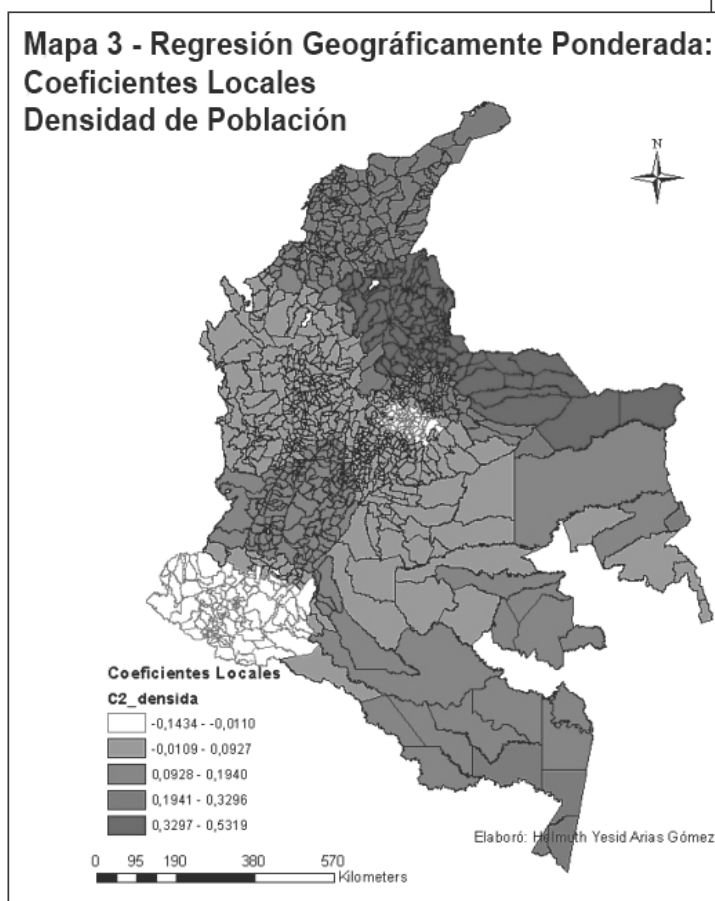 Mapa 3 - Regresión Geográficamente Ponderada:
Coeficientes Locales
Densidad de Población
N
Coeficientes Locales
C2_densida
-0,1434 - -0,0110
-0,0109 - 0,0927
0,0928 - 0,1940
0,1941 - 0,3296
0,3297 - 0,5319
Elaboró: Helmuth Yesid Arias Gómez
0 95 190 380 570
Kilometers